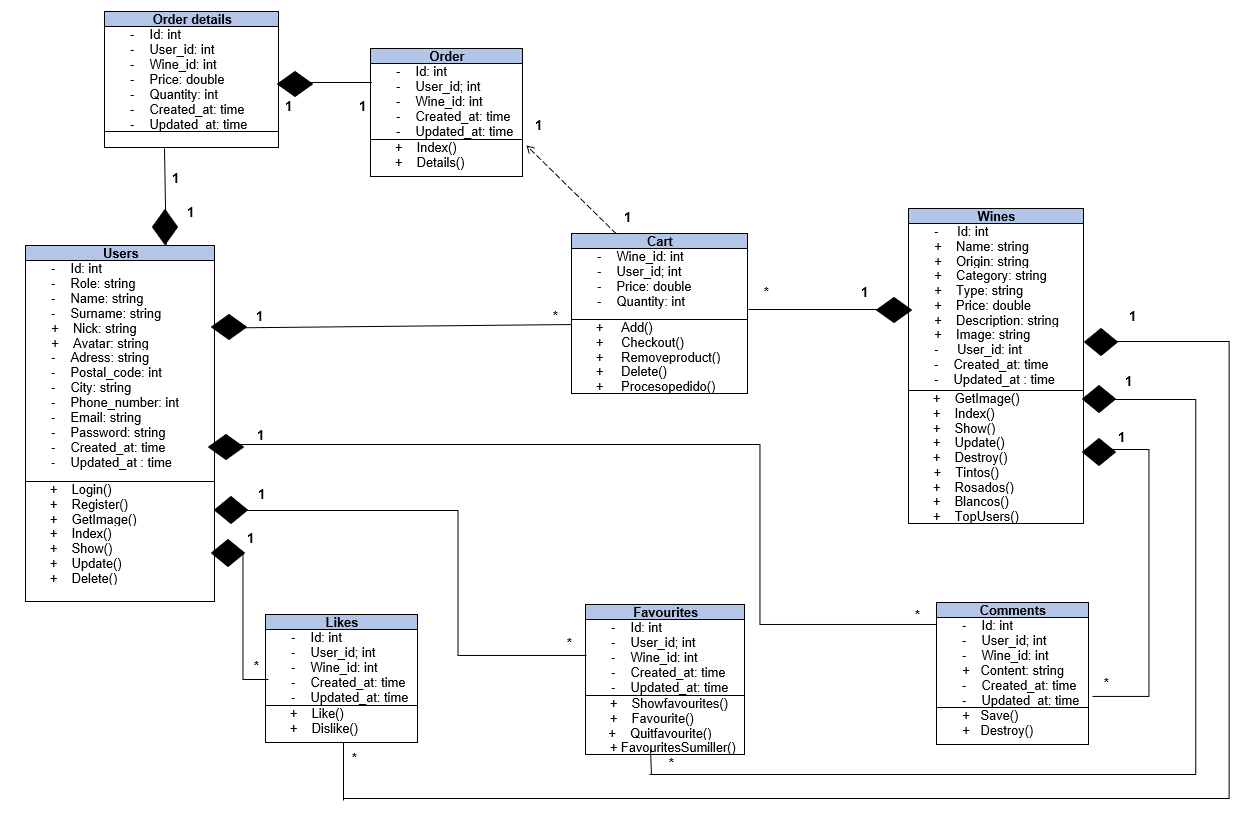 Order details
- Id: int
- User_id: int
- Wine_id: int
- Price: double
- Quantity: int
- Created_at: time
- Updated_at: time
1
1
Order
- Id: int
- User_id; int
- Wine_id: int
- Created_at: time
- Updated_at: time
+ Index()
+ Details()
1
1
1
1
Users
- Id: int
- Role: string
- Name: string
- Surname: string
+ Nick: string
+ Avatar: string
- Adress: string
- Postal_code: int
- City: string
- Phone_number: int
- Email: string
- Password: string
- Created_at: time
- Updated_at : time
+ Login()
+ Register()
+ GetImage()
+ Index()
+ Show()
+ Update()
+ Delete()
1
*
1
1
1
Cart
- Wine_id: int
- User_id; int
- Price: double
- Quantity: int
+ Add()
+ Checkout()
+ Removeproduct()
+ Delete()
+ Procesopedido()
*
1
Wines
- Id: int
+ Name: string
+ Origin: string
+ Category: string
+ Type: string
+ Price: double
+ Description: string
+ Image: string
- User_id: int
- Created_at: time
- Updated_at : time
+ GetImage()
+ Index()
+ Show()
+ Update()
+ Destroy()
+ Tintos()
+ Rosados()
+ Blancos()
+ TopUsers()
1
1
1
Likes
- Id: int
- User_id; int
- Wine_id: int
- Created_at: time
- Updated_at: time
+ Like()
+ Dislike()
*
*
Favourites
- Id: int
- User_id; int
- Wine_id: int
- Created_at: time
- Updated_at: time
+ Showfavourites()
+ Favourite()
+ Quitfavourite()
+ FavouritesSumiller()
*
*
Comments
- Id: int
- User_id; int
- Wine_id: int
+ Content: string
- Created_at: time
- Updated_at: time
+ Save()
+ Destroy()
*
*